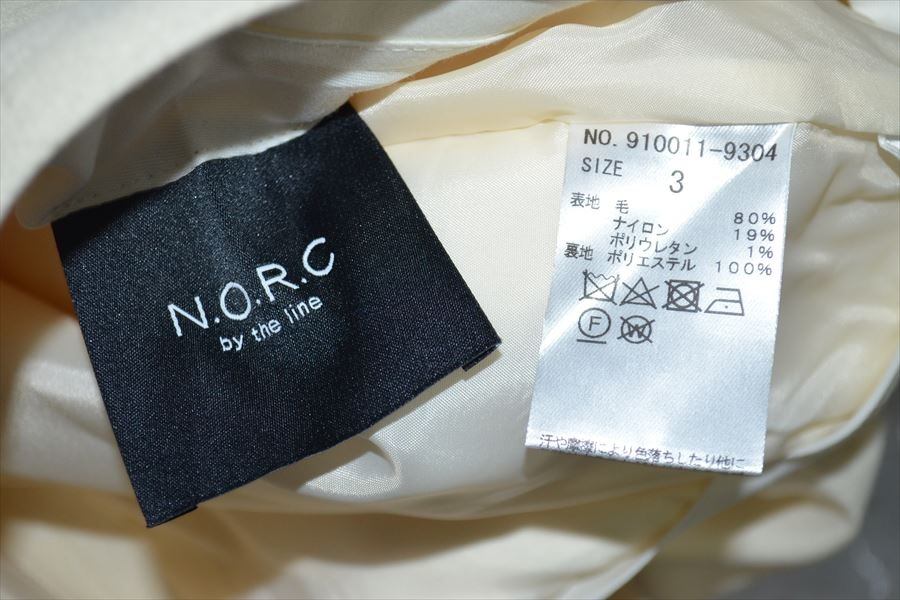 N.O.R.C
by the line
NO. 910011-9304
SIZE 3
表地 毛 80%
ナイロン 19%
ポリウレタン 1%
裏地 ポリエステル 100%
F
W
汗や摩擦により色落ちしたり他に